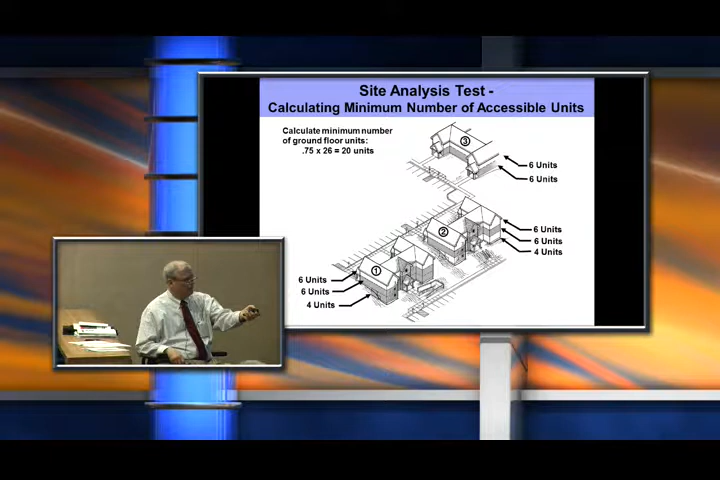 Site Analysis Test -
Calculating Minimum Number of Accessible Units
Calculate minimum number
of ground floor units:
.75 x 26 = 20 units
3
6 Units
6 Units
2
6 Units
6 Units
4 Units
1
6 Units
6 Units
4 Units